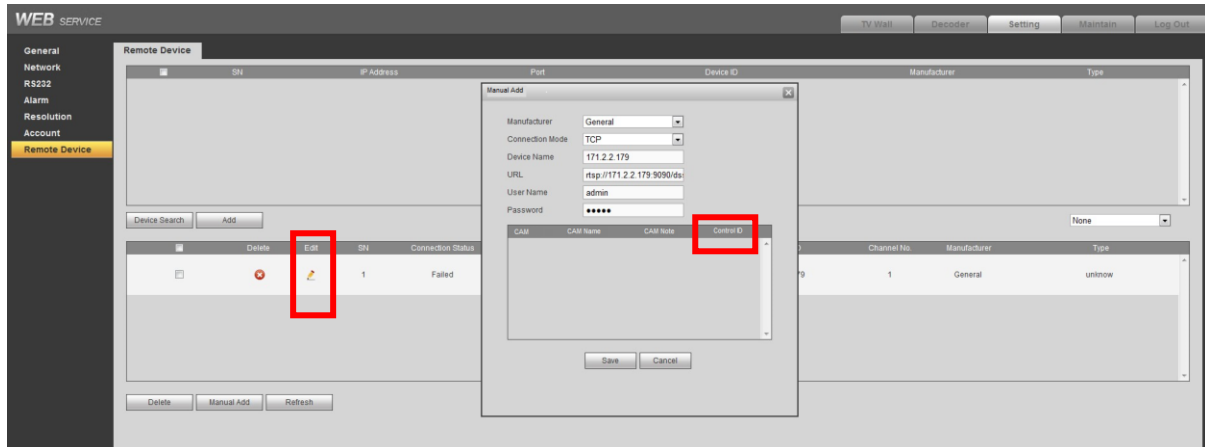 WEB SERVICE
TV Wall Decoder Setting Maintain Log Out
General
Network
RS232
Alarm
Resolution
Account
Remote Device
Remote Device
SN IP Address Port Device ID Manufacturer Type
Device Search Add
None
Delete Edit SN Connection Status Channel No. Manufacturer Type
1 Failed 79 1 General unknow
Delete Manual Add Refresh
Manual Add
Manufacturer General
Connection Mode TCP
Device Name 171.2.2.179
URL rtsp://171.2.2.179:9090/ds
User Name admin
Password •••••
CAM CAM Name CAM Note Control ID
Save Cancel